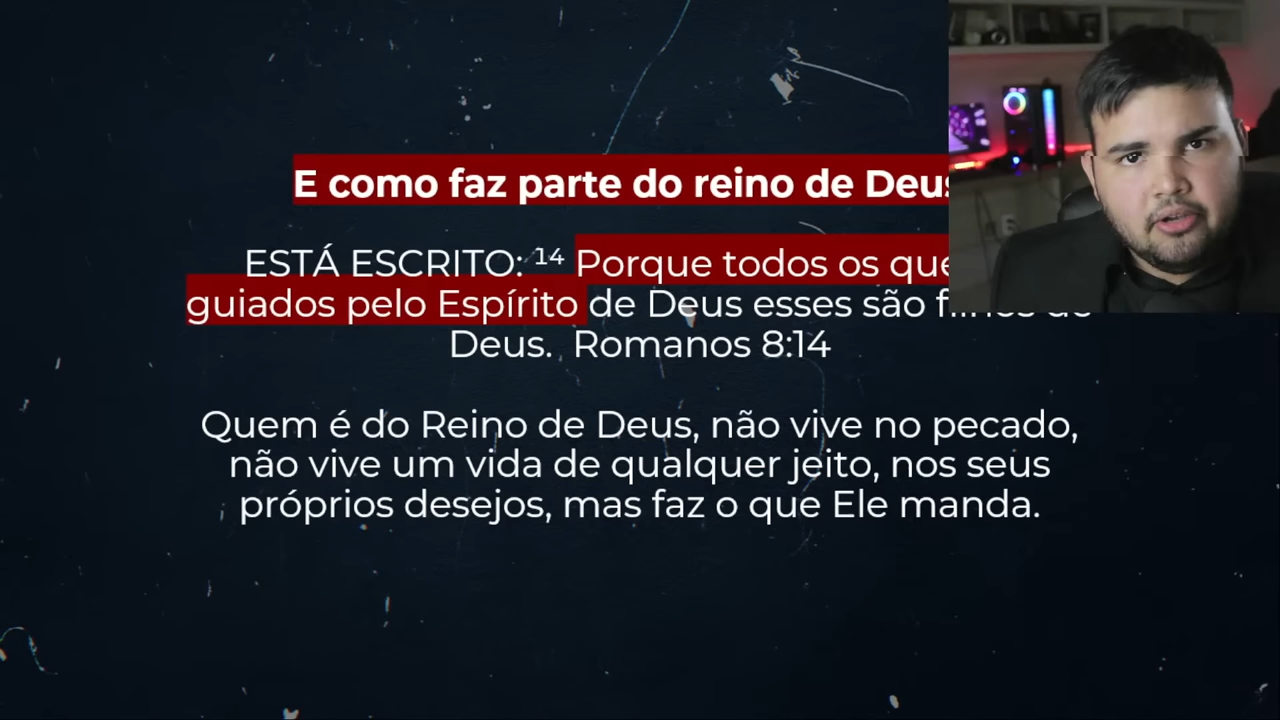 E como faz parte do reino de Deus
ESTÁ ESCRITO: ¹⁴ Porque todos os que
guiados pelo Espírito de Deus esses são
Deus. Romanos 8:14
Quem é do Reino de Deus, não vive no pecado,
não vive um vida de qualquer jeito, nos seus
próprios desejos, mas faz o que Ele manda.